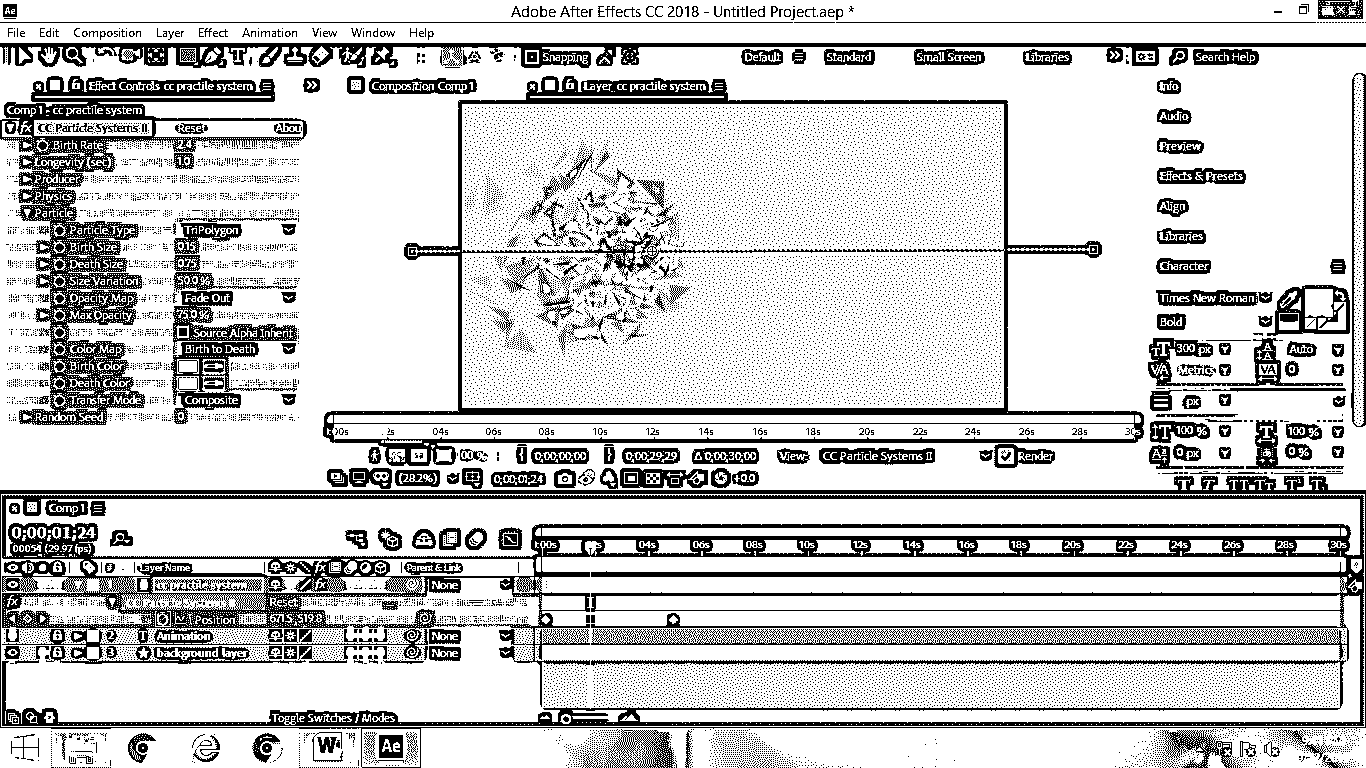 Adobe After Effects CC 2018 - Untitled Project.aep *
File Edit Composition Layer Effect Animation View Window Help
Snapping Default Standard Small Screen Libraries Search Help
Effect Controls cc practile system Composition Comp 1 Layer cc practile system
Comp 1 - cc practile system
fx CC Particle Systems II Reset Abou
Birth Rate 2.4
Longevity (sec) 1.0
Producer
Physics
Particle
Particle Type TriPolygon
Birth Size 0.15
Death Size 0.75
Size Variation 50.0 %
Opacity Map Fade Out
Max Opacity 75.0 %
Source Alpha Inherit
Color Map Birth to Death
Birth Color
Death Color
Transfer Mode Composite
Random Seed 0
Info
Audio
Preview
Effects & Presets
Align
Libraries
Character
Times New Roman
Bold
300 px Auto
Metrics 0
px
100 % 100 %
0 px 0 %
00s 2s 04s 06s 08s 10s 12s 14s 16s 18s 20s 22s 24s 26s 28s 30s
0;00;00;00 0;00;29;29 Δ 0;00;30;00 View: CC Particle Systems II Render
(28.2%) 0;00;01;24 +0.0
Comp 1
0;00;01;24
00054 (29.97 fps)
:00s 04s 06s 08s 10s 12s 14s 16s 18s 20s 22s 24s 26s 28s 30s
# Layer Name Parent & Link
cc practile system None
CC Particle Systems II Reset
Position
2 T Animation None
3 background layer None
Toggle Switches / Modes
W Ae